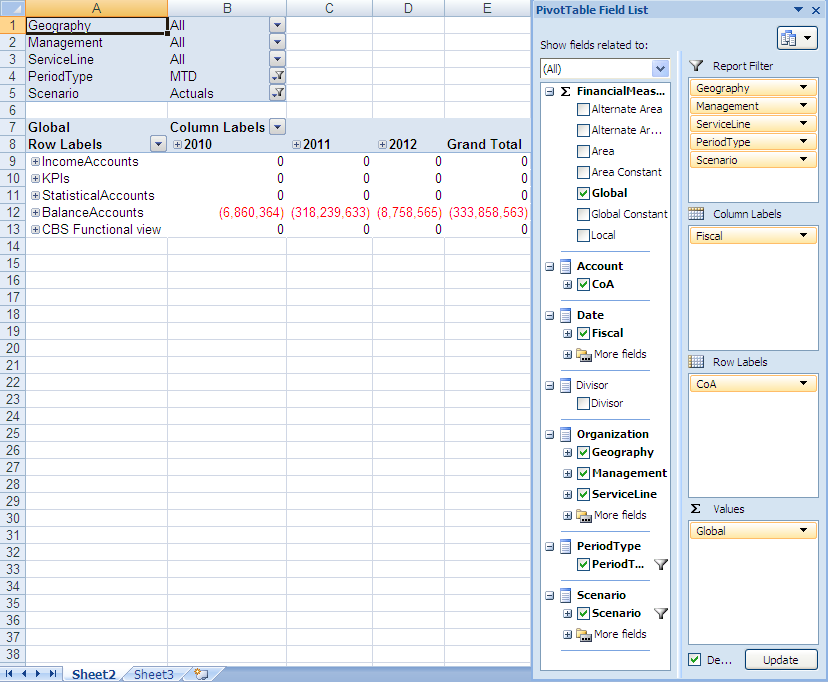 A B C D E
1 Geography All
2 Management All
3 ServiceLine All
4 PeriodType MTD
5 Scenario Actuals
6
7 Global Column Labels
8 Row Labels 2010 2011 2012 Grand Total
9 IncomeAccounts 0 0 0 0
10 KPIs 0 0 0 0
11 StatisticalAccounts 0 0 0 0
12 BalanceAccounts (6,860,364) (318,239,633) (8,758,565) (333,858,563)
13 CBS Functional view 0 0 0 0
14
15
16
17
18
19
20
21
22
23
24
25
26
27
28
29
30
31
32
33
34
35
36
37
38
Sheet2 Sheet3
PivotTable Field List
Show fields related to:
(All)
Σ FinancialMeas...
Alternate Area
Alternate Ar...
Area
Area Constant
Global
Global Constant
Local
Account
CoA
Date
Fiscal
More fields
Divisor
Divisor
Organization
Geography
Management
ServiceLine
More fields
PeriodType
PeriodT...
Scenario
Scenario
More fields
Report Filter
Geography
Management
ServiceLine
PeriodType
Scenario
Column Labels
Fiscal
Row Labels
CoA
Σ Values
Global
De... Update